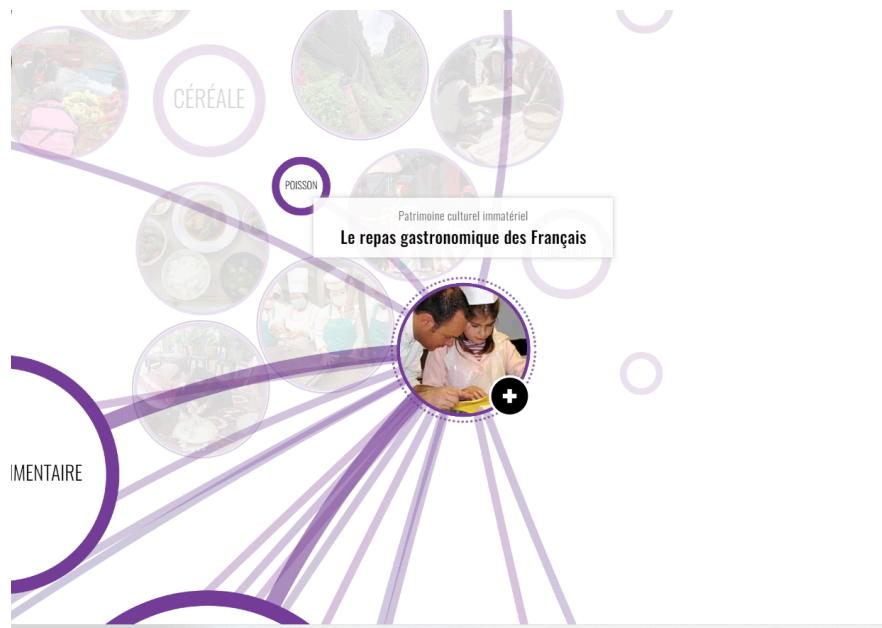 CÉRÉALE
POISSON
Patrimoine culturel immatériel
Le repas gastronomique des Français
IMENTAIRE